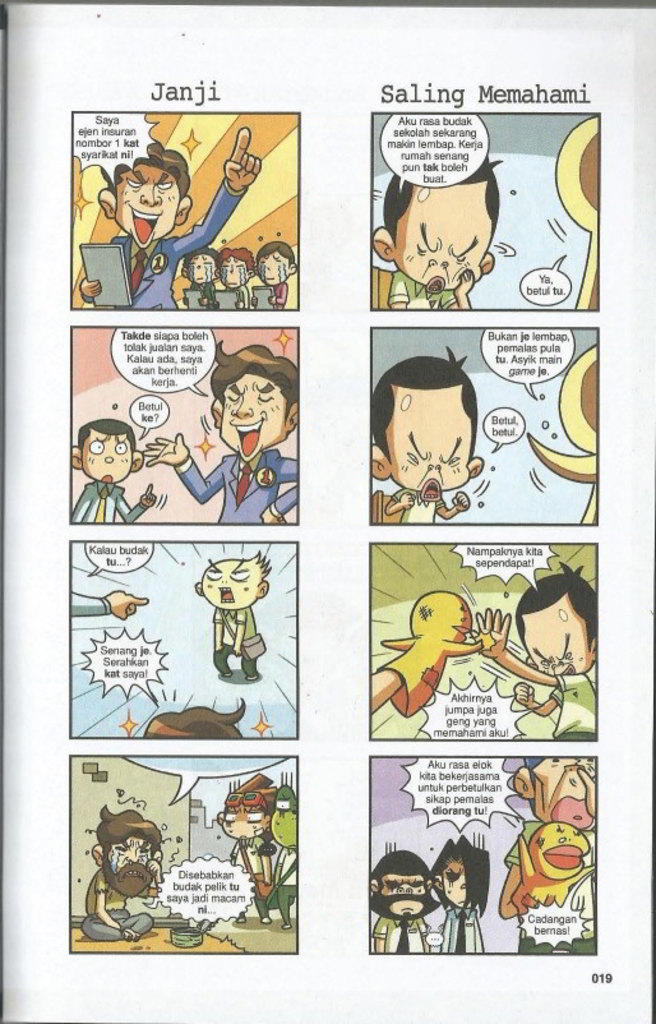 Janji
Saya
ejen insuran
nombor 1 kat
syarikat ni!
Takde siapa boleh
tolak jualan saya.
Kalau ada, saya
akan berhenti
kerja.
Betul
ke?
Kalau budak
tu...?
Senang je.
Serahkan
kat saya!
Disebabkan
budak pelik tu
saya jadi macam
ni...
Saling Memahami
Aku rasa budak
sekolah sekarang
makin lembap. Kerja
rumah senang
pun tak boleh
buat.
Ya,
betul tu.
Bukan je lembap,
pemalas pula
tu. Asyik main
game je.
Betul,
betul.
Nampaknya kita
sependapat!
Akhirnya
jumpa juga
geng yang
memahami aku!
Aku rasa elok
kita bekerjasama
untuk perbetulkan
sikap pemalas
diorang tu!
Cadangan
bernas!
019